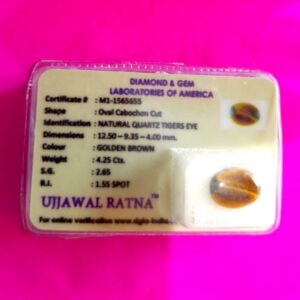 DIAMOND & GEM
LABORATORIES OF AMERICA
Certificate # : M1-1565655
Shape : Oval Cabochon Cut
Identification : NATURAL QUARTZ TIGERS EYE
Dimensions : 12.50 - 9.35 - 4.00 mm.
Colour : GOLDEN BROWN
Weight : 4.25 Cts.
S.G. : 2.65
R.I. : 1.55 SPOT
UJJAWAL RATNA™
For online verification